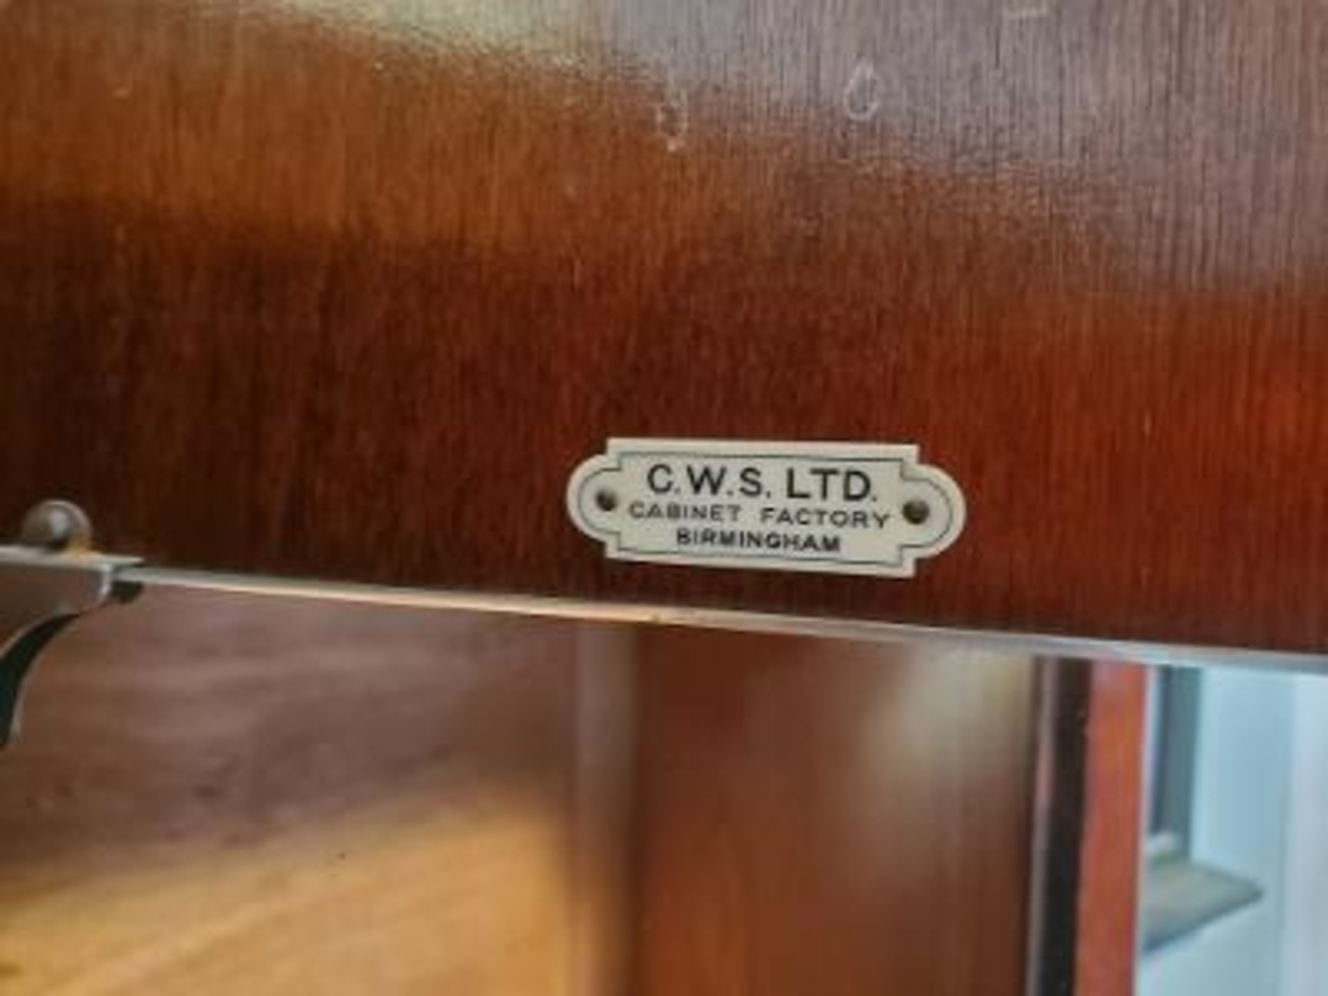 C.W.S. LTD.
CABINET FACTORY
BIRMINGHAM